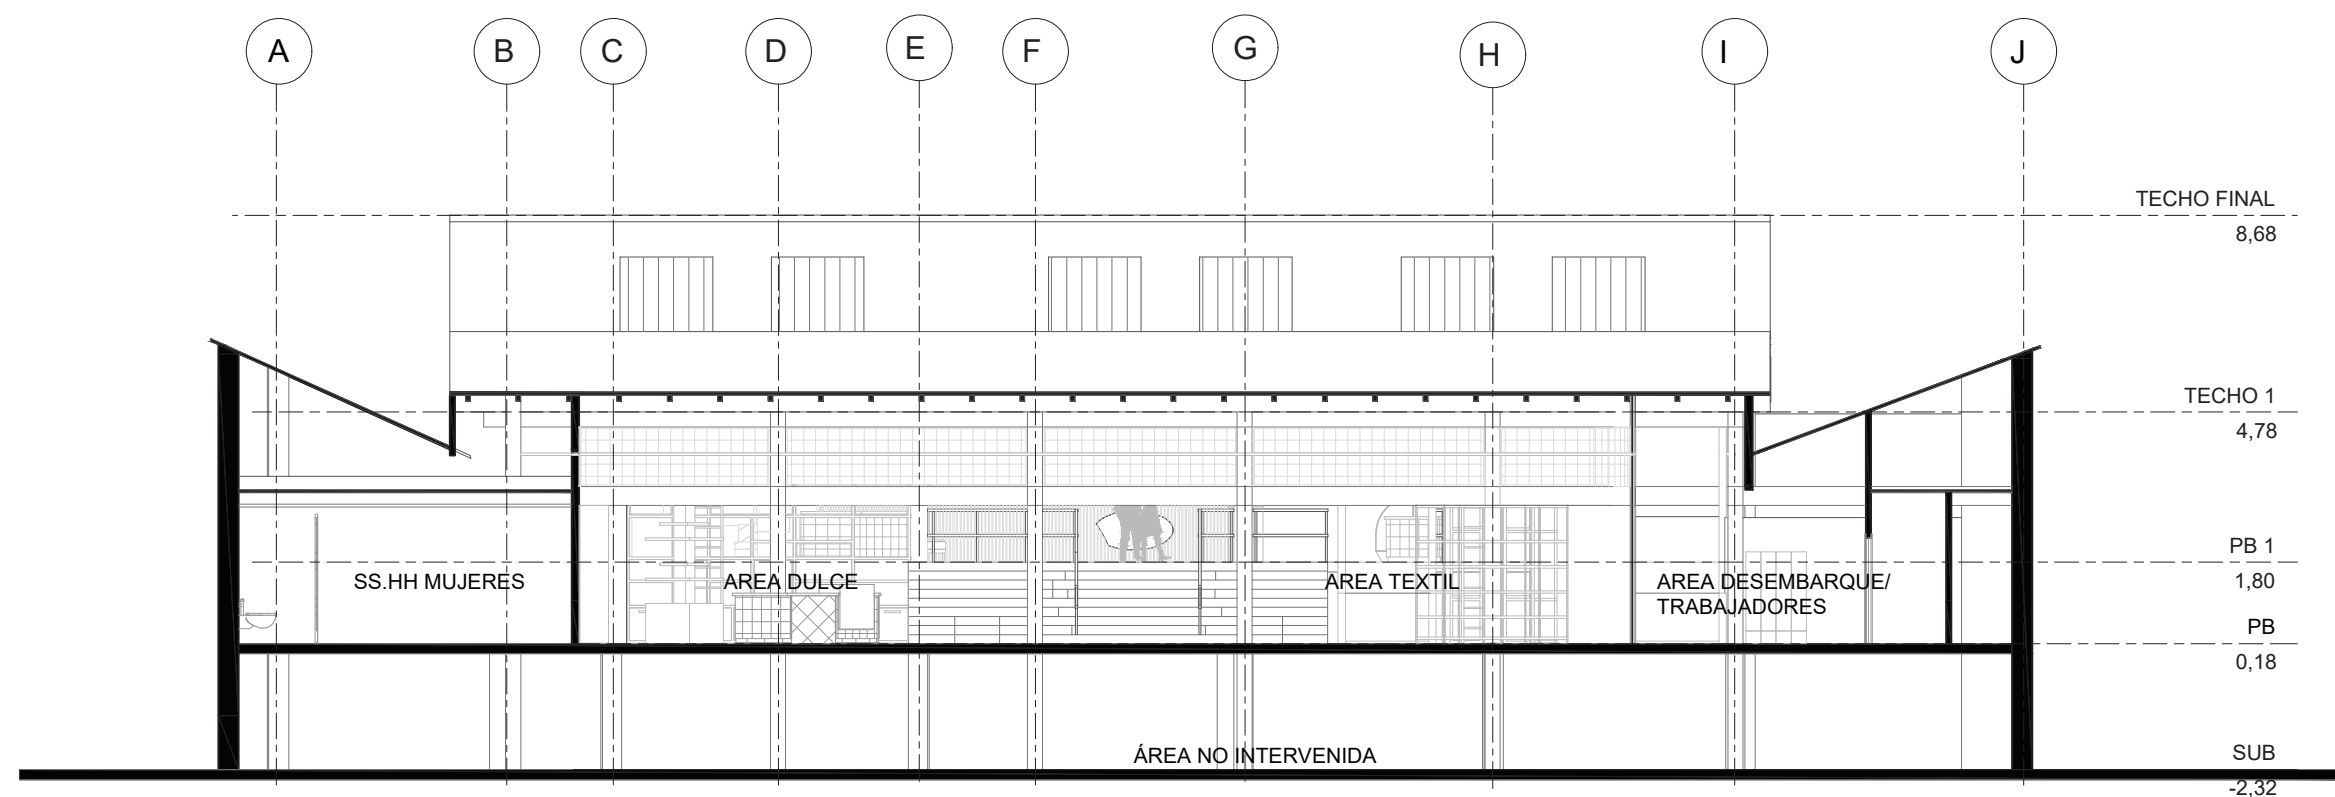 A B C D E F G H I J
TECHO FINAL
8,68
TECHO 1
4,78
PB 1
1,80
SS.HH MUJERES
AREA DULCE
AREA TEXTIL
AREA DESEMBARQUE/
TRABAJADORES
PB
0,18
ÁREA NO INTERVENIDA
SUB
-2,32